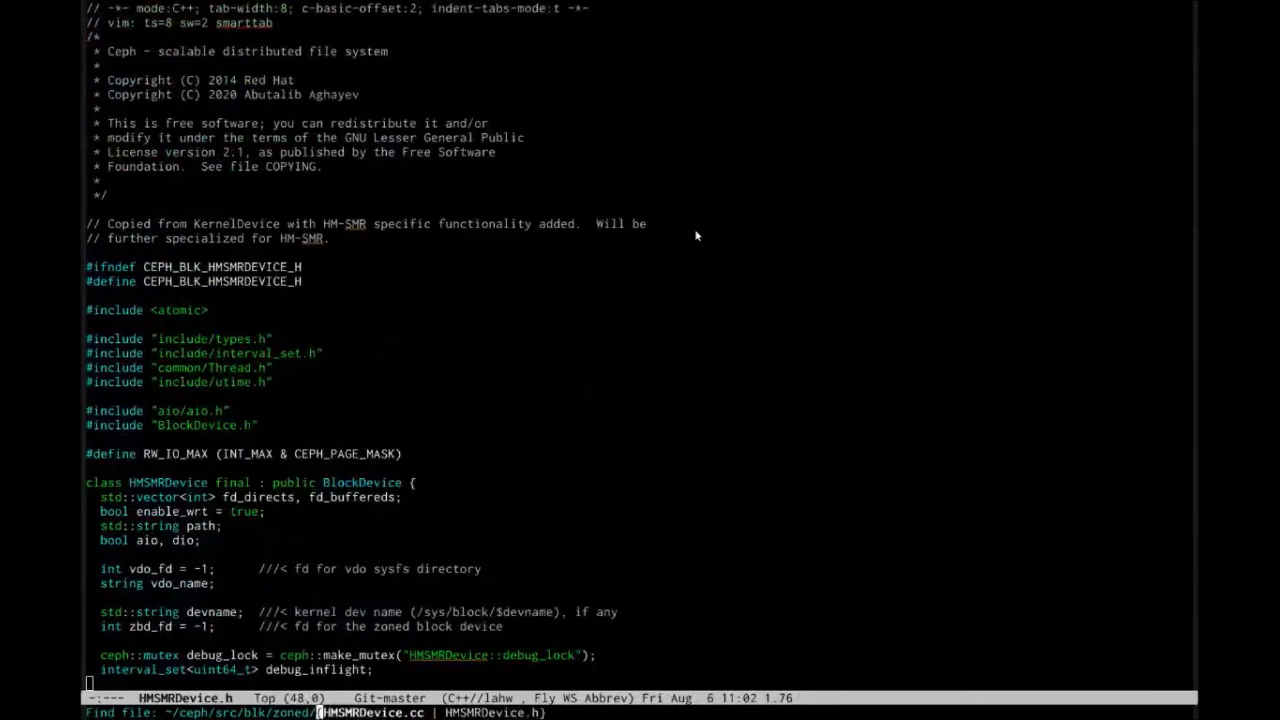 // -*- mode:C++; tab-width:8; c-basic-offset:2; indent-tabs-mode:t -*-
// vim: ts=8 sw=2 smarttab
/*
 * Ceph - scalable distributed file system
 *
 * Copyright (C) 2014 Red Hat
 * Copyright (C) 2020 Abutalib Aghayev
 *
 * This is free software; you can redistribute it and/or
 * modify it under the terms of the GNU Lesser General Public
 * License version 2.1, as published by the Free Software
 * Foundation.  See file COPYING.
 *
 */
// Copied from KernelDevice with HM-SMR specific functionality added.  Will be
// further specialized for HM-SMR.
#ifndef CEPH_BLK_HMSMRDEVICE_H
#define CEPH_BLK_HMSMRDEVICE_H
#include <atomic>
#include "include/types.h"
#include "include/interval_set.h"
#include "common/Thread.h"
#include "include/utime.h"
#include "aio/aio.h"
#include "BlockDevice.h"
#define RW_IO_MAX (INT_MAX & CEPH_PAGE_MASK)
class HMSMRDevice final : public BlockDevice {
  std::vector<int> fd_directs, fd_buffereds;
  bool enable_wrt = true;
  std::string path;
  bool aio, dio;
  int vdo_fd = -1;      ///< fd for vdo sysfs directory
  string vdo_name;
  std::string devname;  ///< kernel dev name (/sys/block/$devname), if any
  int zbd_fd = -1;      ///< fd for the zoned block device
  ceph::mutex debug_lock = ceph::make_mutex("HMSMRDevice::debug_lock");
  interval_set<uint64_t> debug_inflight;
-:---  HMSMRDevice.h   Top (48,0)    Git-master  (C++//lahw , Fly WS Abbrev) Fri Aug  6 11:02 1.76
Find file: ~/ceph/src/blk/zoned/{HMSMRDevice.cc | HMSMRDevice.h}